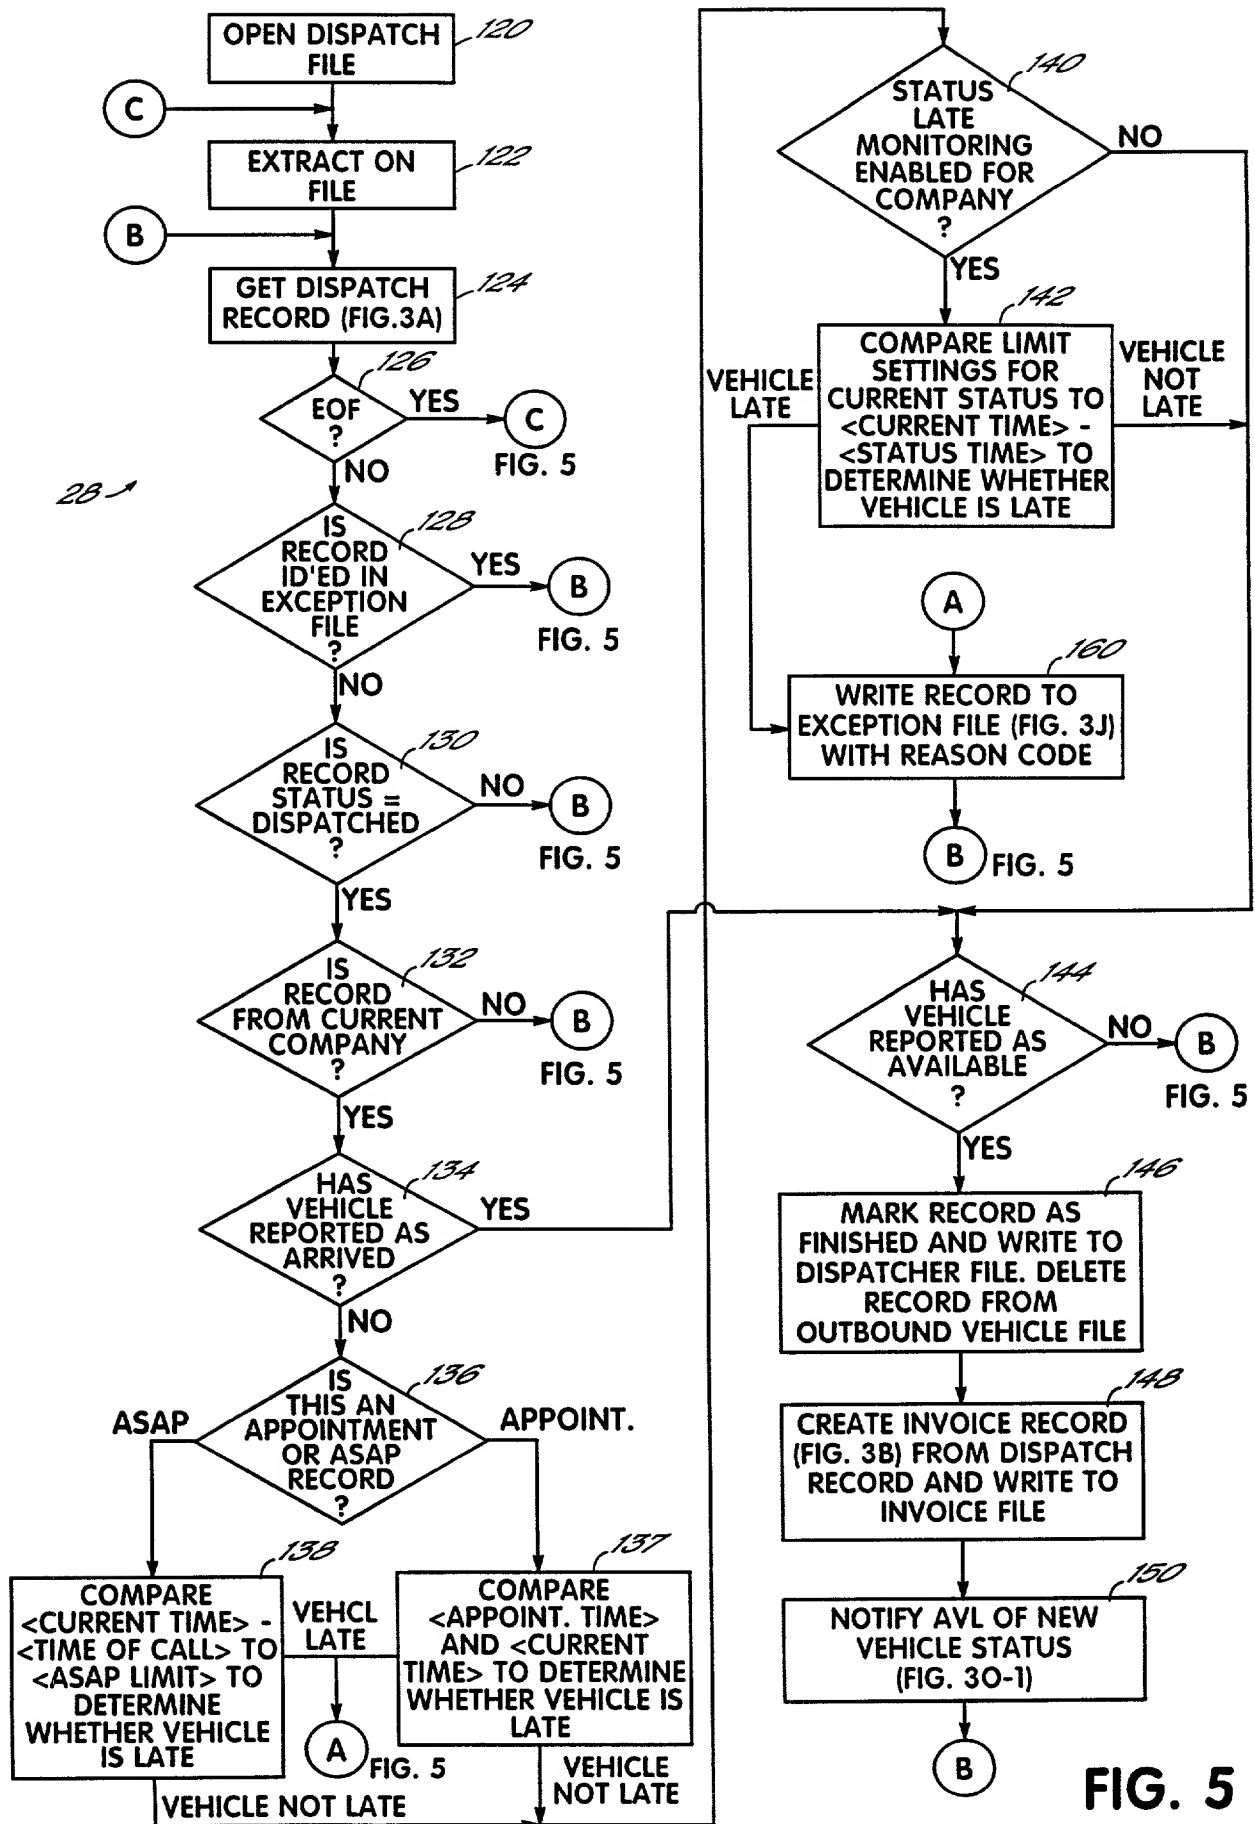 OPEN DISPATCH
FILE
120
C
EXTRACT ON
FILE
122
B
GET DISPATCH
RECORD (FIG.3A)
124
126
EOF
?
YES
C
FIG. 5
NO
28
IS
RECORD
ID'ED IN
EXCEPTION
FILE
?
128
YES
B
FIG. 5
NO
IS
RECORD
STATUS =
DISPATCHED
?
130
NO
B
FIG. 5
YES
IS
RECORD
FROM CURRENT
COMPANY
?
132
NO
B
FIG. 5
YES
HAS
VEHICLE
REPORTED AS
ARRIVED
?
134
YES
NO
IS
THIS AN
APPOINTMENT
OR ASAP
RECORD
?
136
ASAP
APPOINT.
138
COMPARE
<CURRENT TIME> -
<TIME OF CALL> TO
<ASAP LIMIT> TO
DETERMINE
WHETHER VEHICLE
IS LATE
VEHCL
LATE
A
FIG. 5
137
COMPARE
<APPOINT. TIME>
AND <CURRENT
TIME> TO DETERMINE
WHETHER VEHICLE IS
LATE
VEHICLE NOT LATE
VEHICLE
NOT LATE
STATUS
LATE
MONITORING
ENABLED FOR
COMPANY
?
140
NO
YES
142
COMPARE LIMIT
SETTINGS FOR
CURRENT STATUS TO
<CURRENT TIME> -
<STATUS TIME> TO
DETERMINE WHETHER
VEHICLE IS LATE
VEHICLE
LATE
VEHICLE
NOT
LATE
A
160
WRITE RECORD TO
EXCEPTION FILE (FIG. 3J)
WITH REASON CODE
B
FIG. 5
HAS
VEHICLE
REPORTED AS
AVAILABLE
?
144
NO
B
FIG. 5
YES
146
MARK RECORD AS
FINISHED AND WRITE TO
DISPATCHER FILE. DELETE
RECORD FROM
OUTBOUND VEHICLE FILE
148
CREATE INVOICE RECORD
(FIG. 3B) FROM DISPATCH
RECORD AND WRITE TO
INVOICE FILE
150
NOTIFY AVL OF NEW
VEHICLE STATUS
(FIG. 3O-1)
B
FIG. 5